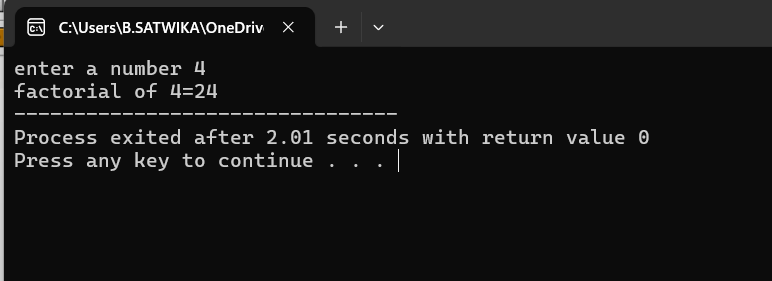 C:\Users\B.SATWIKA\OneDriv
enter a number 4
factorial of 4=24
--------------------------------
Process exited after 2.01 seconds with return value 0
Press any key to continue . . .